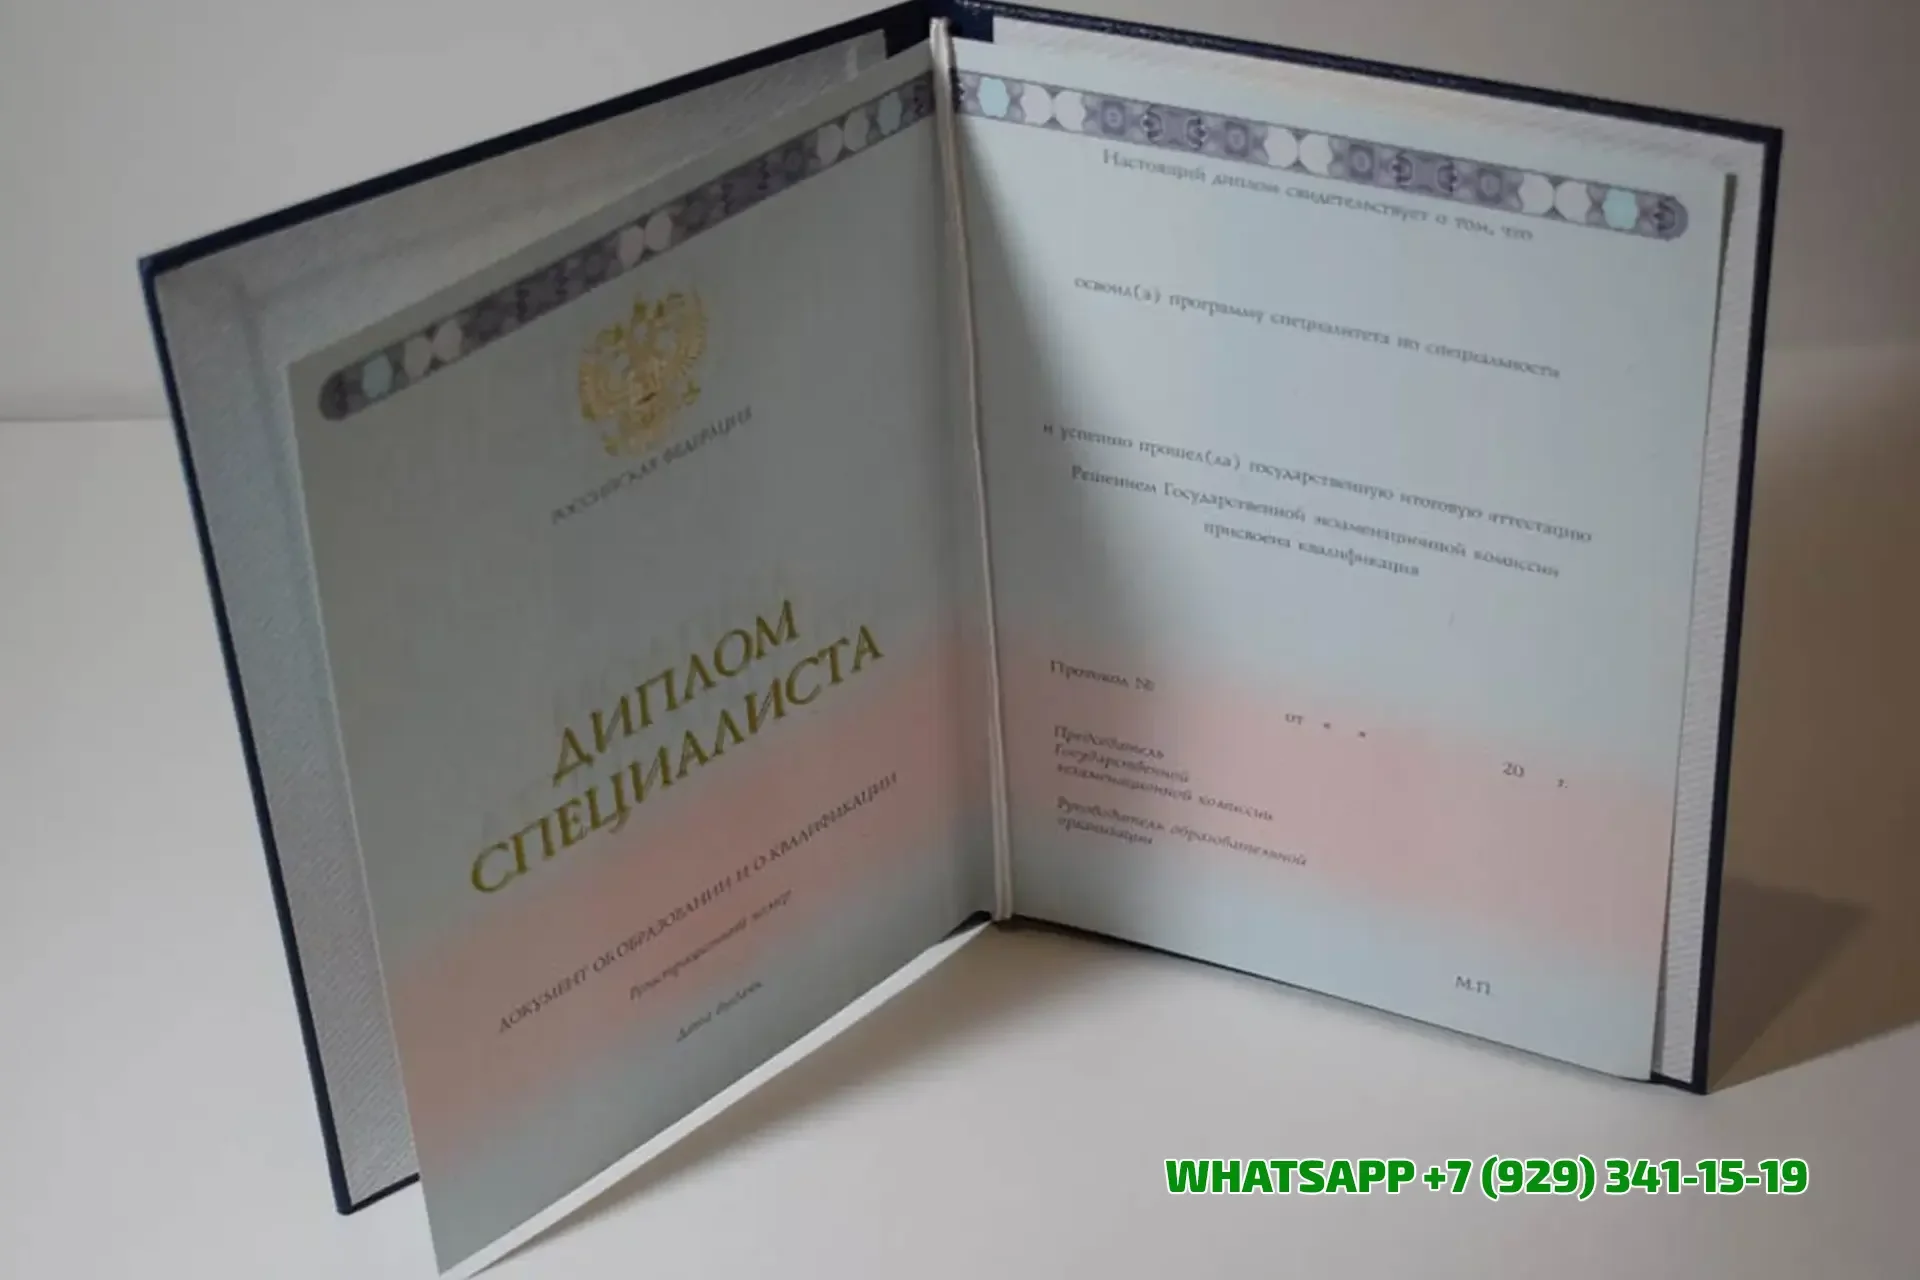 РОССИЙСКАЯ ФЕДЕРАЦИЯ
ДИПЛОМ
СПЕЦИАЛИСТА
ДОКУМЕНТ ОБ ОБРАЗОВАНИИ И О КВАЛИФИКАЦИИ
Регистрационный номер
Дата выдачи
Настоящий диплом свидетельствует о том, что
освоил(а) программу специалитета по специальности
и успешно прошел(ла) государственную итоговую аттестацию
Решением Государственной экзаменационной комиссии
присвоена квалификация
Протокол №
от « » 20 г.
Председатель
Государственной
экзаменационной комиссии
Руководитель образовательной
организации
М.П.
WHATSAPP +7 (929) 341-15-19